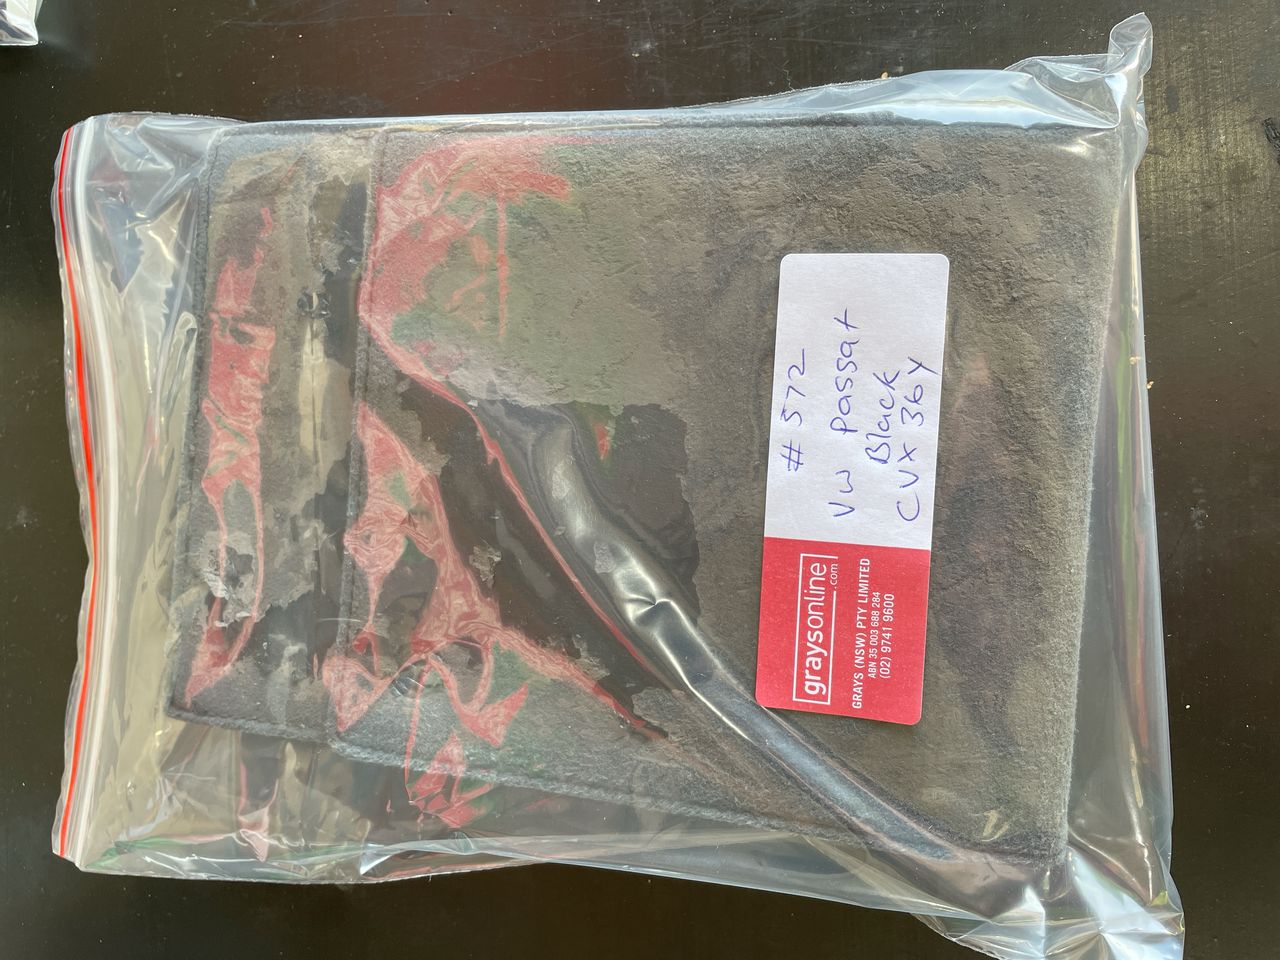 # 572
VW Passat
Black
CVX 36Y
graysonline
.com
GRAYS (NSW) PTY LIMITED
ABN 35 003 688 284
(02) 9741 9600